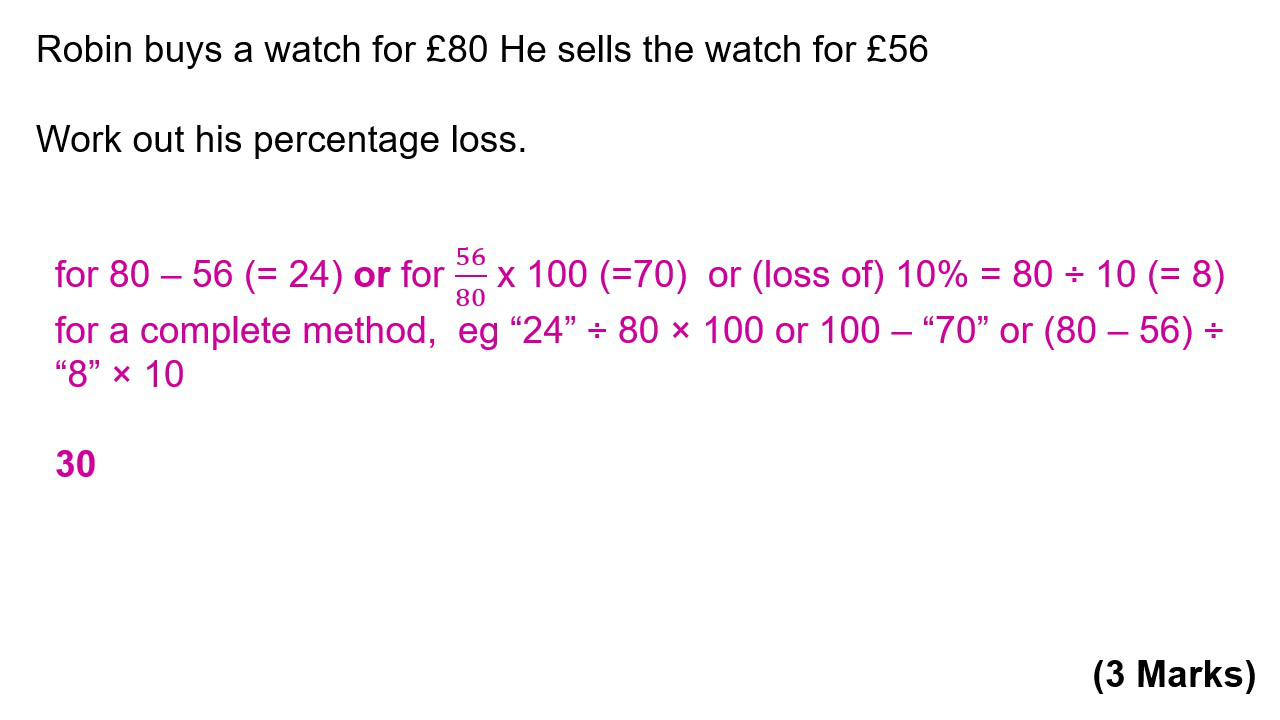 Robin buys a watch for £80 He sells the watch for £56
Work out his percentage loss.
for 80 – 56 (= 24) or for 56/80 x 100 (=70)  or (loss of) 10% = 80 ÷ 10 (= 8)
for a complete method,  eg “24” ÷ 80 × 100 or 100 – “70” or (80 – 56) ÷
“8” × 10
30
(3 Marks)